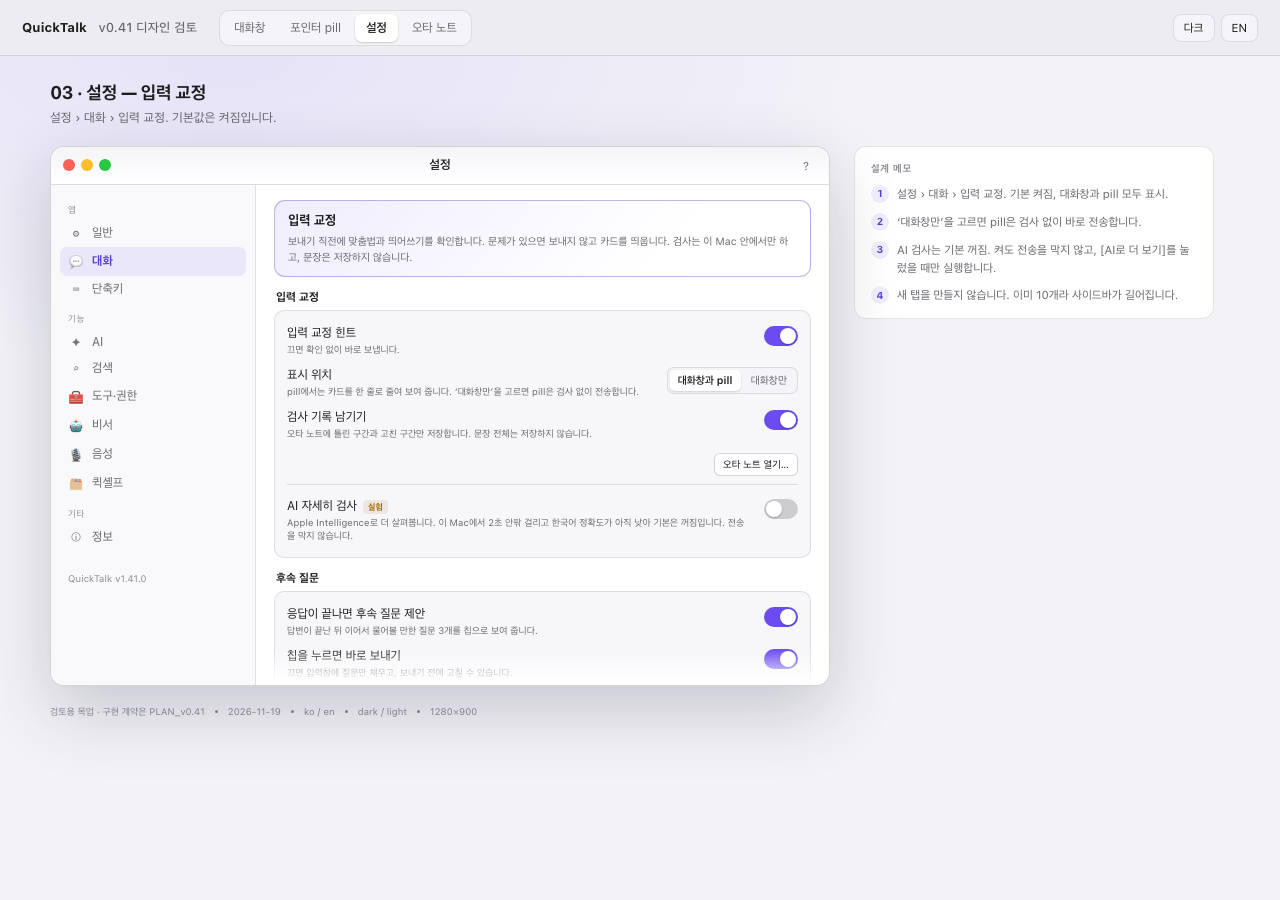 QuickTalk v0.41 디자인 검토 대화창 포인터 pill 설정 오타 노트 다크 EN
03 · 설정 — 입력 교정
설정 › 대화 › 입력 교정. 기본값은 켜짐입니다.
설정 ?
앱
일반
대화
단축키
기능
AI
검색
도구·권한
비서
음성
퀵셸프
기타
정보
QuickTalk v1.41.0
입력 교정
보내기 직전에 맞춤법과 띄어쓰기를 확인합니다. 문제가 있으면 보내지 않고 카드를 띄웁니다. 검사는 이 Mac 안에서만 하
고, 문장은 저장하지 않습니다.
입력 교정
입력 교정 힌트
끄면 확인 없이 바로 보냅니다.
표시 위치
pill에서는 카드를 한 줄로 줄여 보여 줍니다. ‘대화창만’을 고르면 pill은 검사 없이 전송합니다.
대화창과 pill 대화창만
검사 기록 남기기
오타 노트에 틀린 구간과 고친 구간만 저장합니다. 문장 전체는 저장하지 않습니다.
오타 노트 열기…
AI 자세히 검사 실험
Apple Intelligence로 더 살펴봅니다. 이 Mac에서 2초 안팎 걸리고 한국어 정확도가 아직 낮아 기본은 꺼짐입니다. 전송
을 막지 않습니다.
후속 질문
응답이 끝나면 후속 질문 제안
답변이 끝난 뒤 이어서 물어볼 만한 질문 3개를 칩으로 보여 줍니다.
칩을 누르면 바로 보내기
끄면 입력창에 질문만 채우고, 보내기 전에 고칠 수 있습니다.
설계 메모
1 설정 › 대화 › 입력 교정. 기본 켜짐, 대화창과 pill 모두 표시.
2 ‘대화창만’을 고르면 pill은 검사 없이 바로 전송합니다.
3 AI 검사는 기본 꺼짐. 켜도 전송을 막지 않고, [AI로 더 보기]를 눌
렀을 때만 실행합니다.
4 새 탭을 만들지 않습니다. 이미 10개라 사이드바가 길어집니다.
검토용 목업 · 구현 계약은 PLAN_v0.41 • 2026-11-19 • ko / en • dark / light • 1280×900